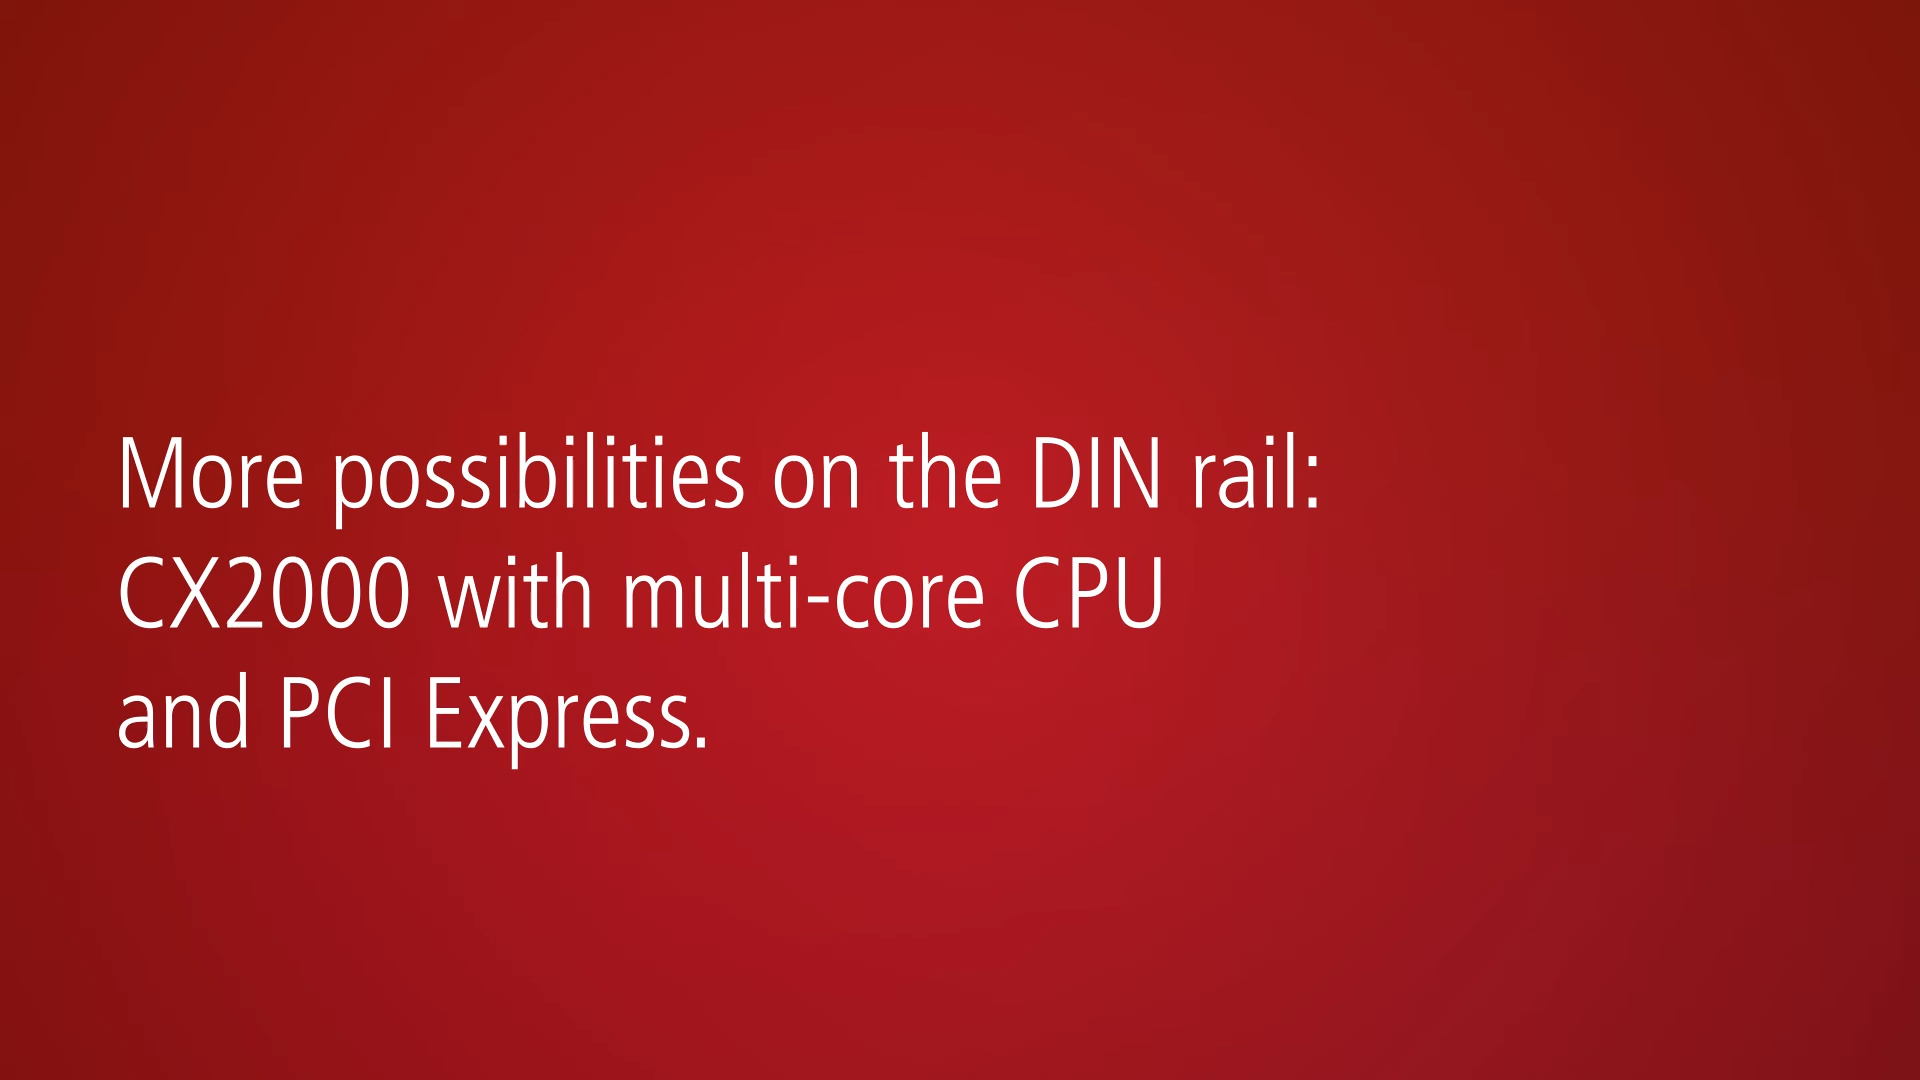 More possibilities on the DIN rail:
CX2000 with multi-core CPU
and PCI Express.